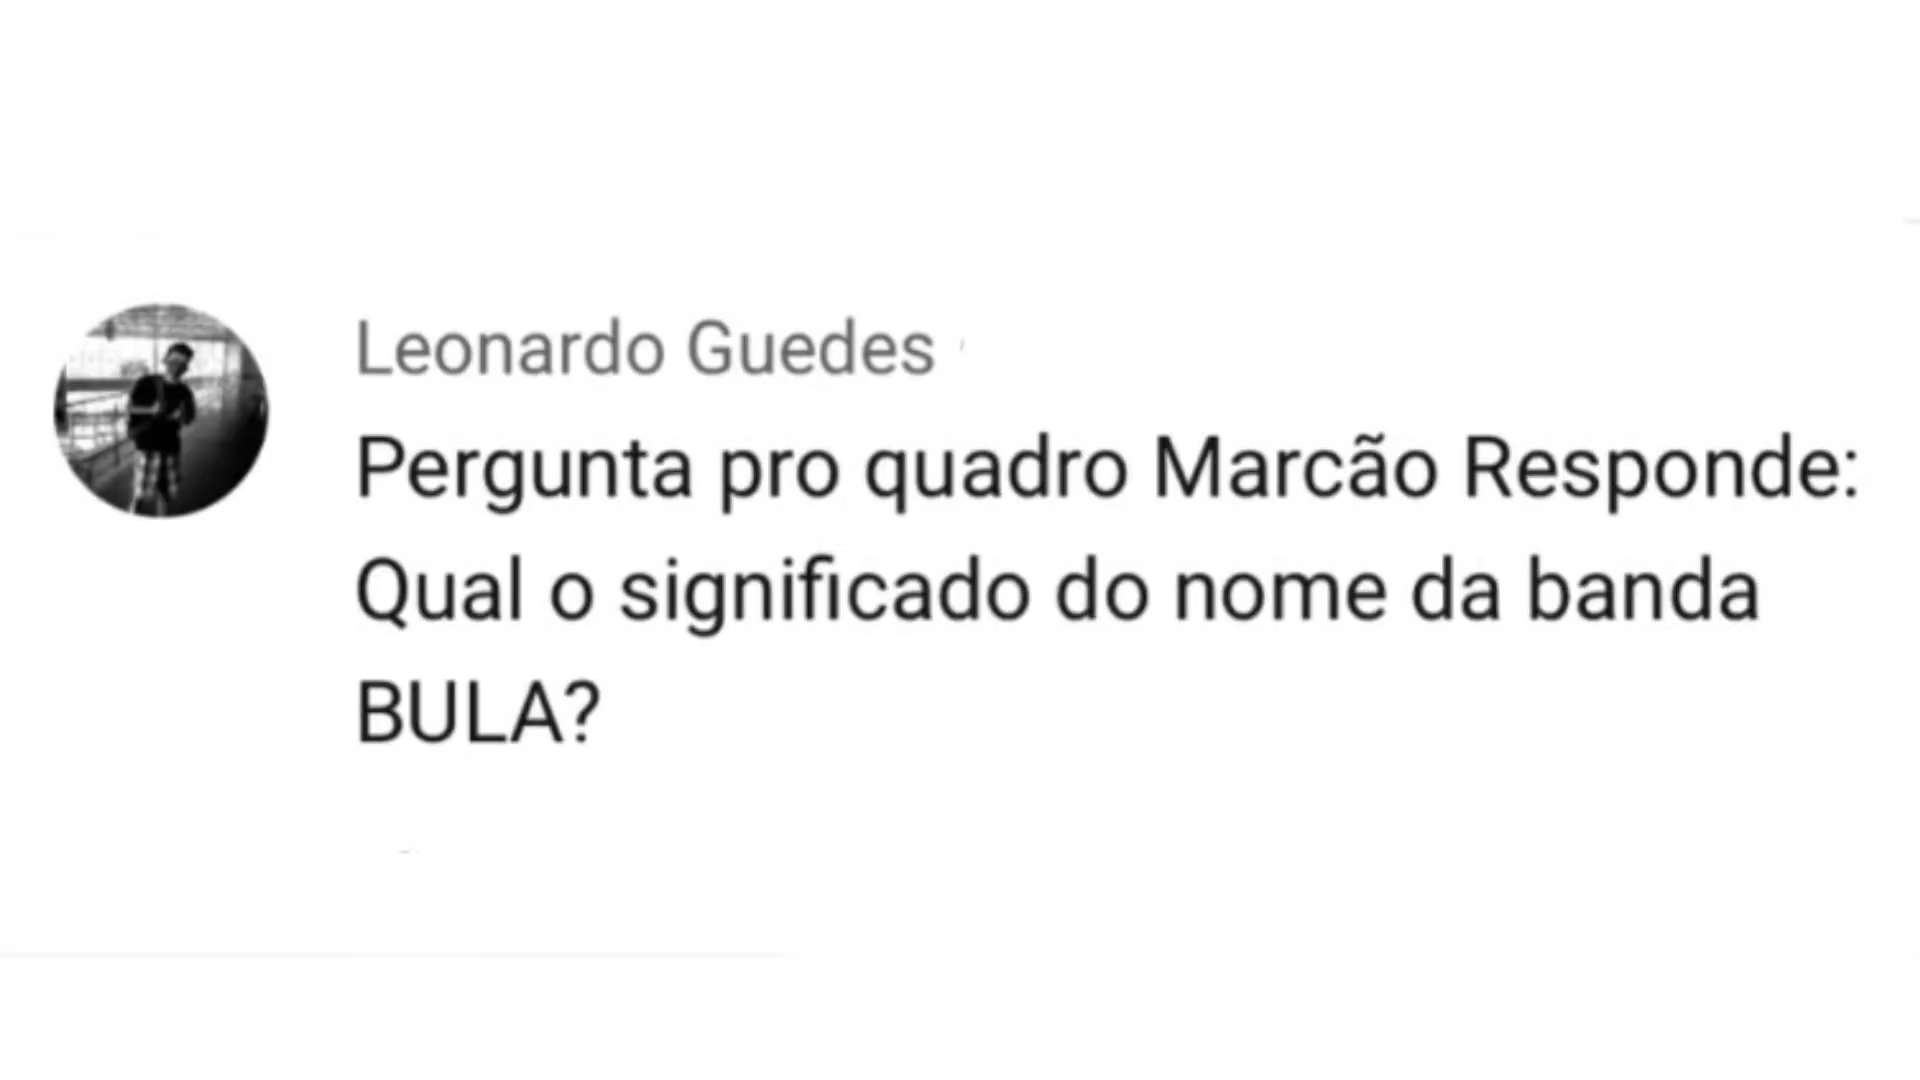 Leonardo Guedes
Pergunta pro quadro Marcão Responde:
Qual o significado do nome da banda
BULA?